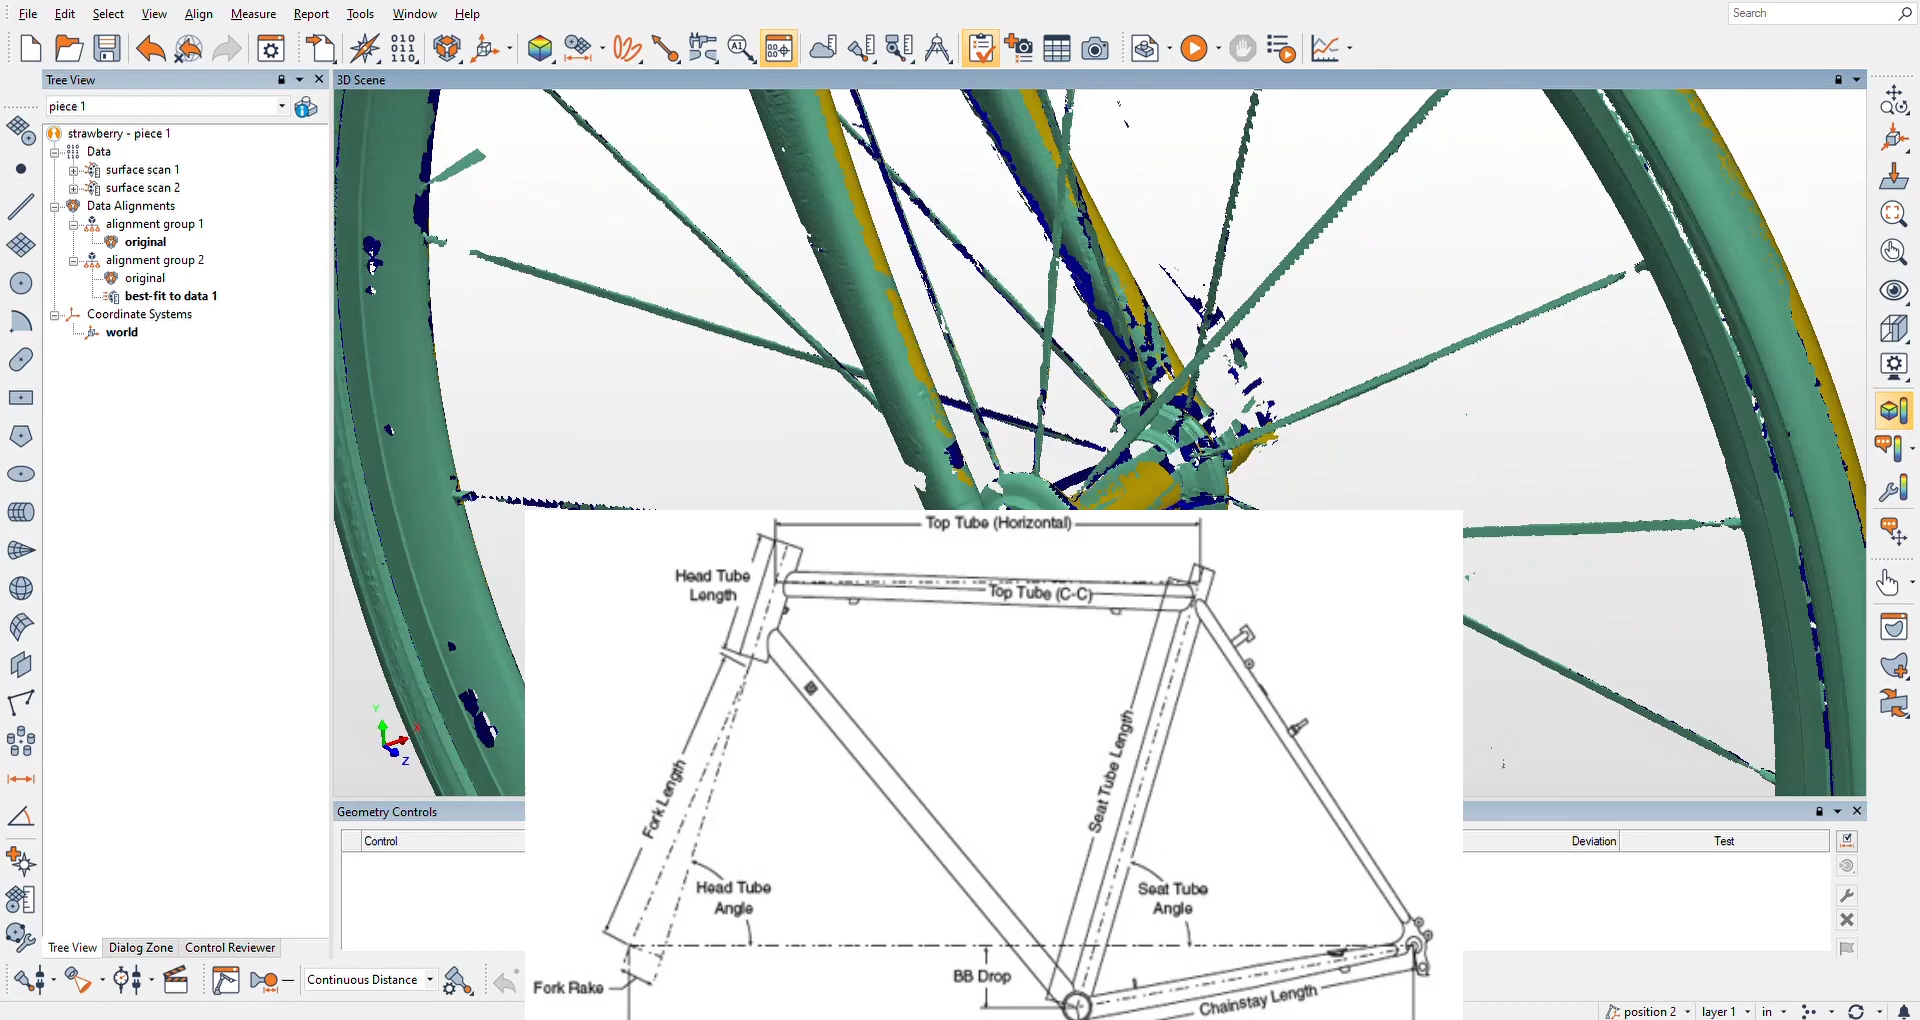 File Edit Select View Align Measure Report Tools Window Help
Search
Tree View
3D Scene
piece 1
strawberry - piece 1
Data
surface scan 1
surface scan 2
Data Alignments
alignment group 1
original
alignment group 2
original
best-fit to data 1
Coordinate Systems
world
Y
X
Z
Top Tube (Horizontal)
Head Tube
Length
Top Tube (C-C)
Fork Length
Seat Tube Length
Head Tube
Angle
Seat Tube
Angle
BB Drop
Fork Rake
Chainstay Length
Geometry Controls
Control
Deviation
Test
Tree View Dialog Zone Control Reviewer
Continuous Distance
position 2 layer 1 in